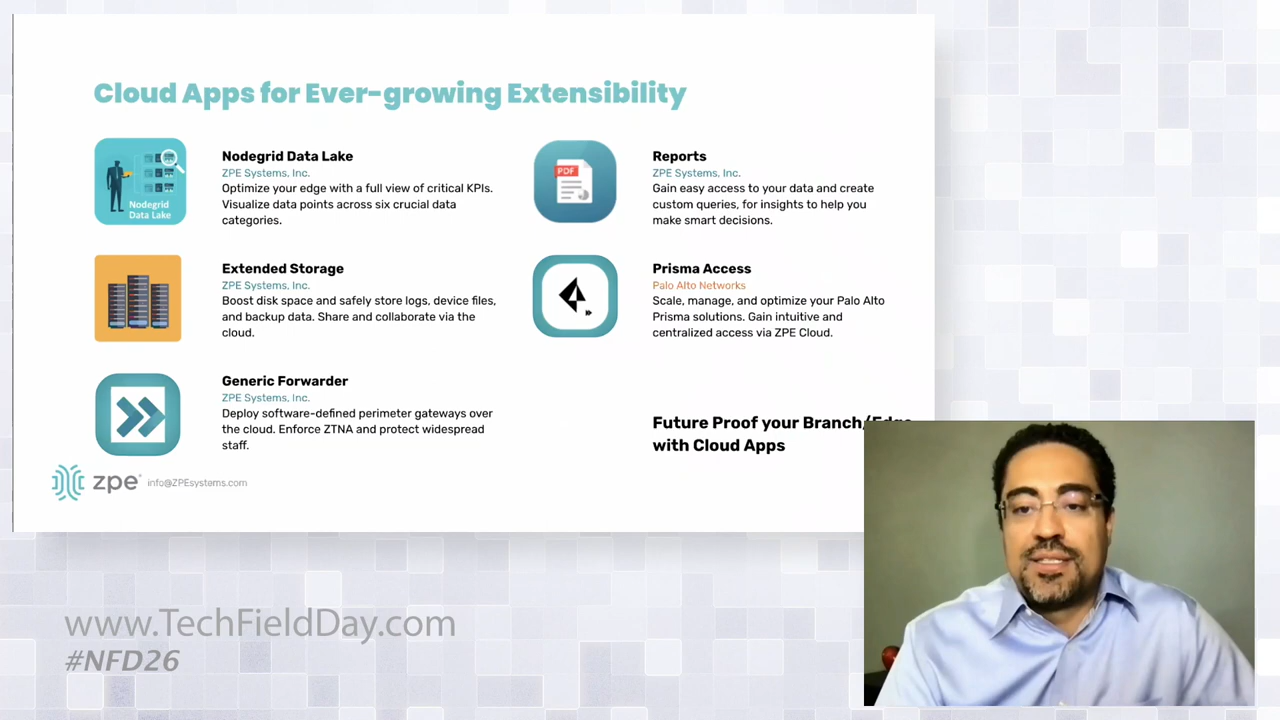 Cloud Apps for Ever-growing Extensibility
Nodegrid
Data Lake
Nodegrid Data Lake
ZPE Systems, Inc.
Optimize your edge with a full view of critical KPIs.
Visualize data points across six crucial data
categories.
PDF
Reports
ZPE Systems, Inc.
Gain easy access to your data and create
custom queries, for insights to help you
make smart decisions.
Extended Storage
ZPE Systems, Inc.
Boost disk space and safely store logs, device files,
and backup data. Share and collaborate via the
cloud.
Prisma Access
Palo Alto Networks
Scale, manage, and optimize your Palo Alto
Prisma solutions. Gain intuitive and
centralized access via ZPE Cloud.
Generic Forwarder
ZPE Systems, Inc.
Deploy software-defined perimeter gateways over
the cloud. Enforce ZTNA and protect widespread
staff.
Future Proof your Branch/Edge
with Cloud Apps
zpe info@ZPEsystems.com
www.TechFieldDay.com
#NFD26